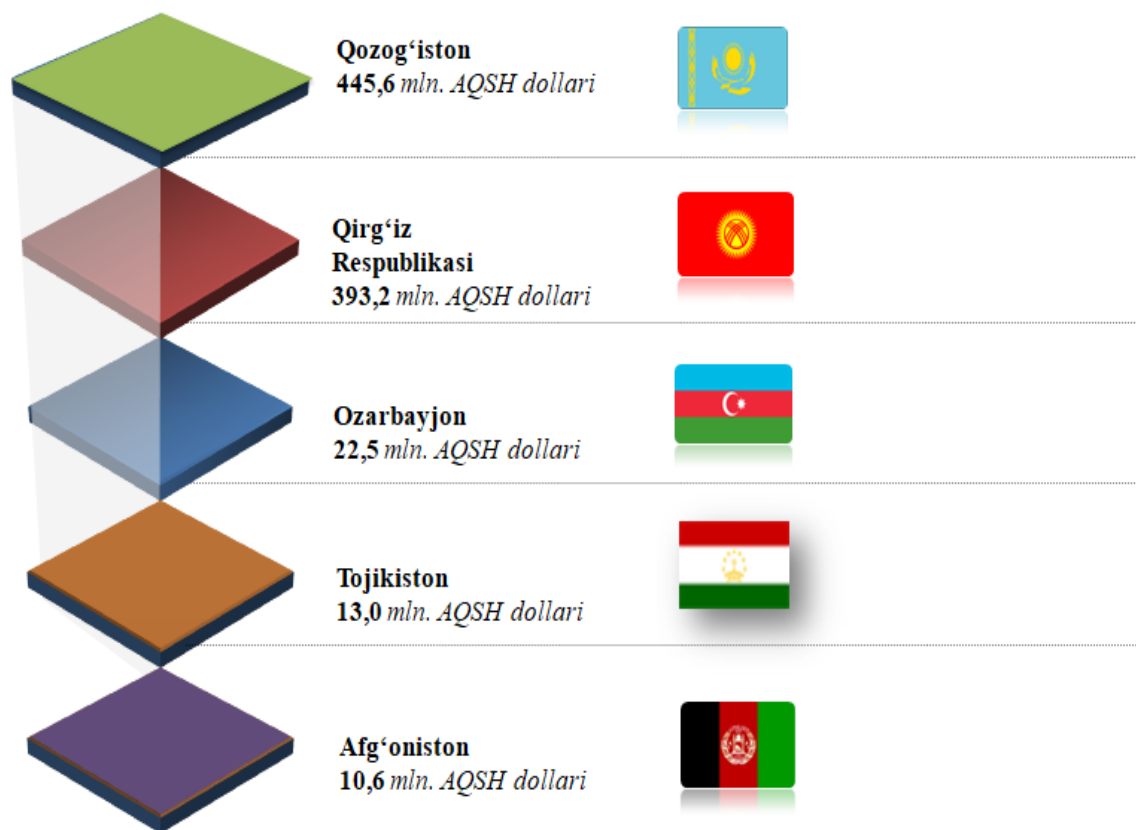 Qozog‘iston
445,6 mln. AQSH dollari
Qirg‘iz
Respublikasi
393,2 mln. AQSH dollari
Ozarbayjon
22,5 mln. AQSH dollari
Tojikiston
13,0 mln. AQSH dollari
Afg‘oniston
10,6 mln. AQSH dollari